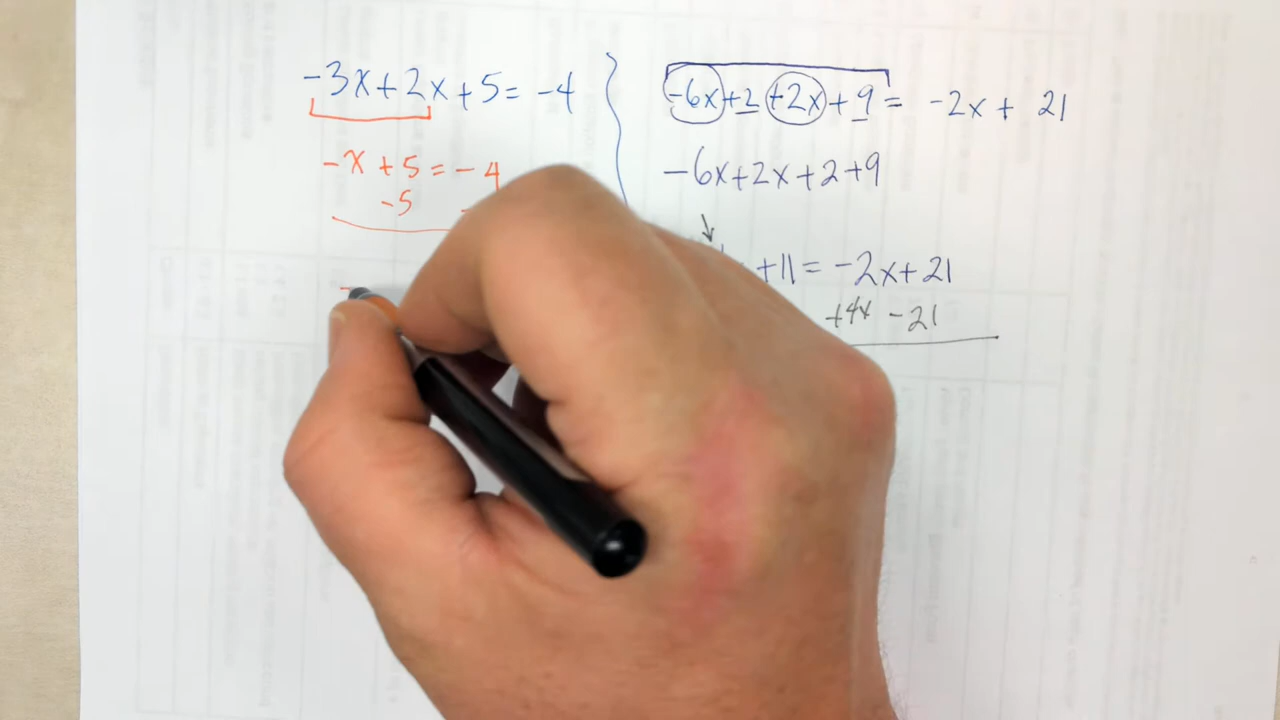 -3x+2x+5= -4
-x+5=-4
-5
-6x+2+2x+9= -2x+ 21
-6x+2x+2+9
+11= -2x+21
+4x -21